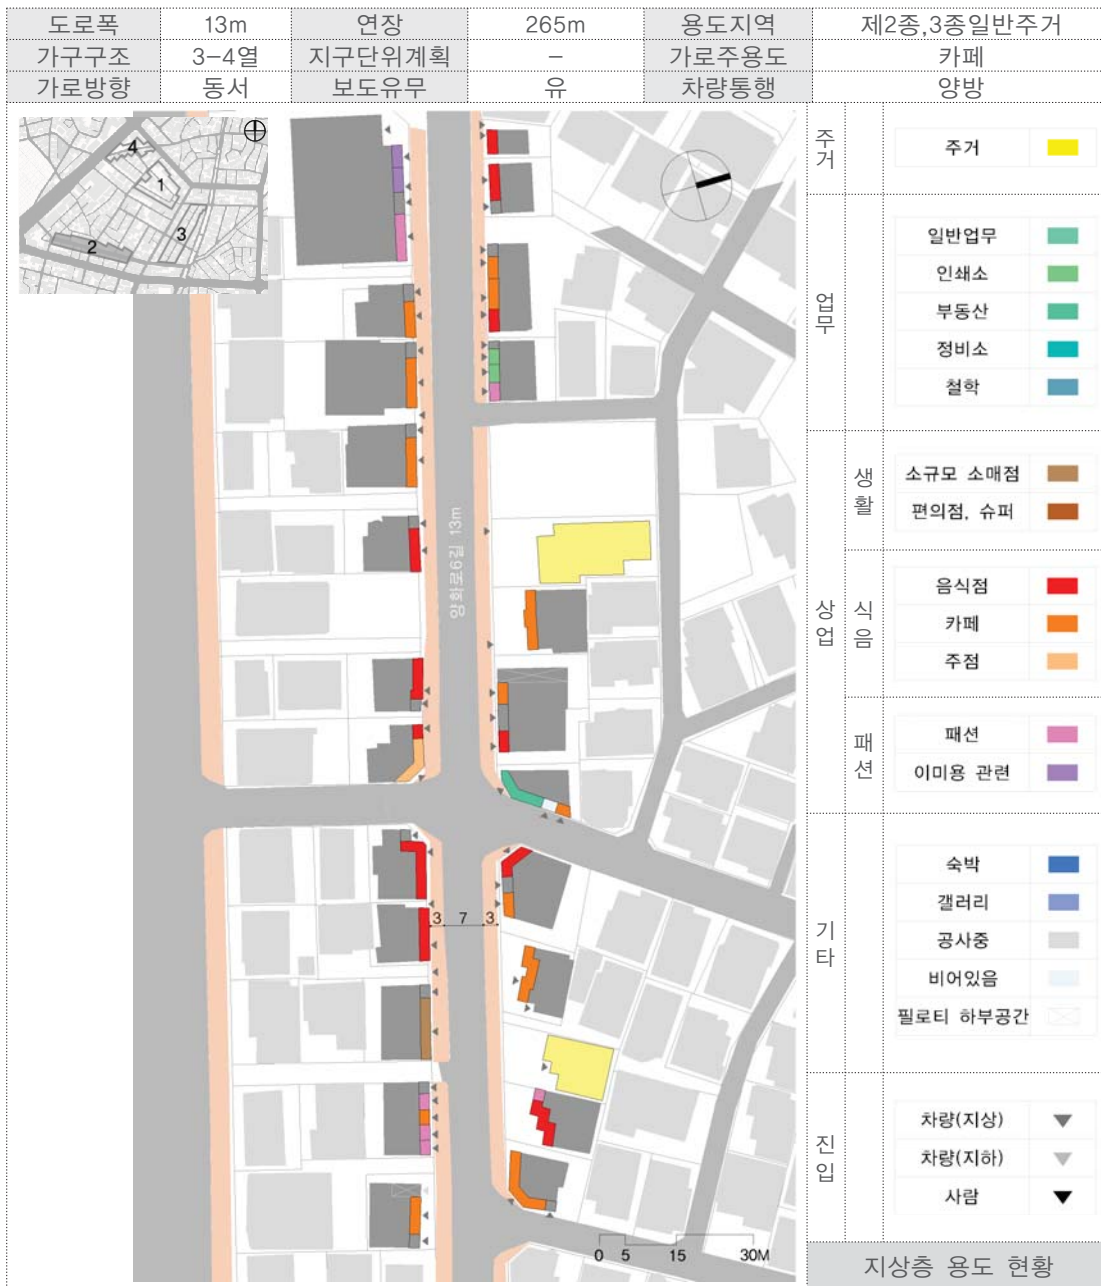 도로폭 13m 연장 265m 용도지역 제2종,3종일반주거
가구구조 3-4열 지구단위계획 - 가로주용도 카페
가로방향 동서 보도유무 유 차량통행 양방
4
1
3
2
양화로6길 13m
3 7 3
0 5 15 30M
주거
주거
업무
일반업무
인쇄소
부동산
정비소
철학
상업
생활
소규모 소매점
편의점, 슈퍼
식음
음식점
카페
주점
패션
패션
이미용 관련
기타
숙박
갤러리
공사중
비어있음
필로티 하부공간
진입
차량(지상)
차량(지하)
사람
지상층 용도 현황